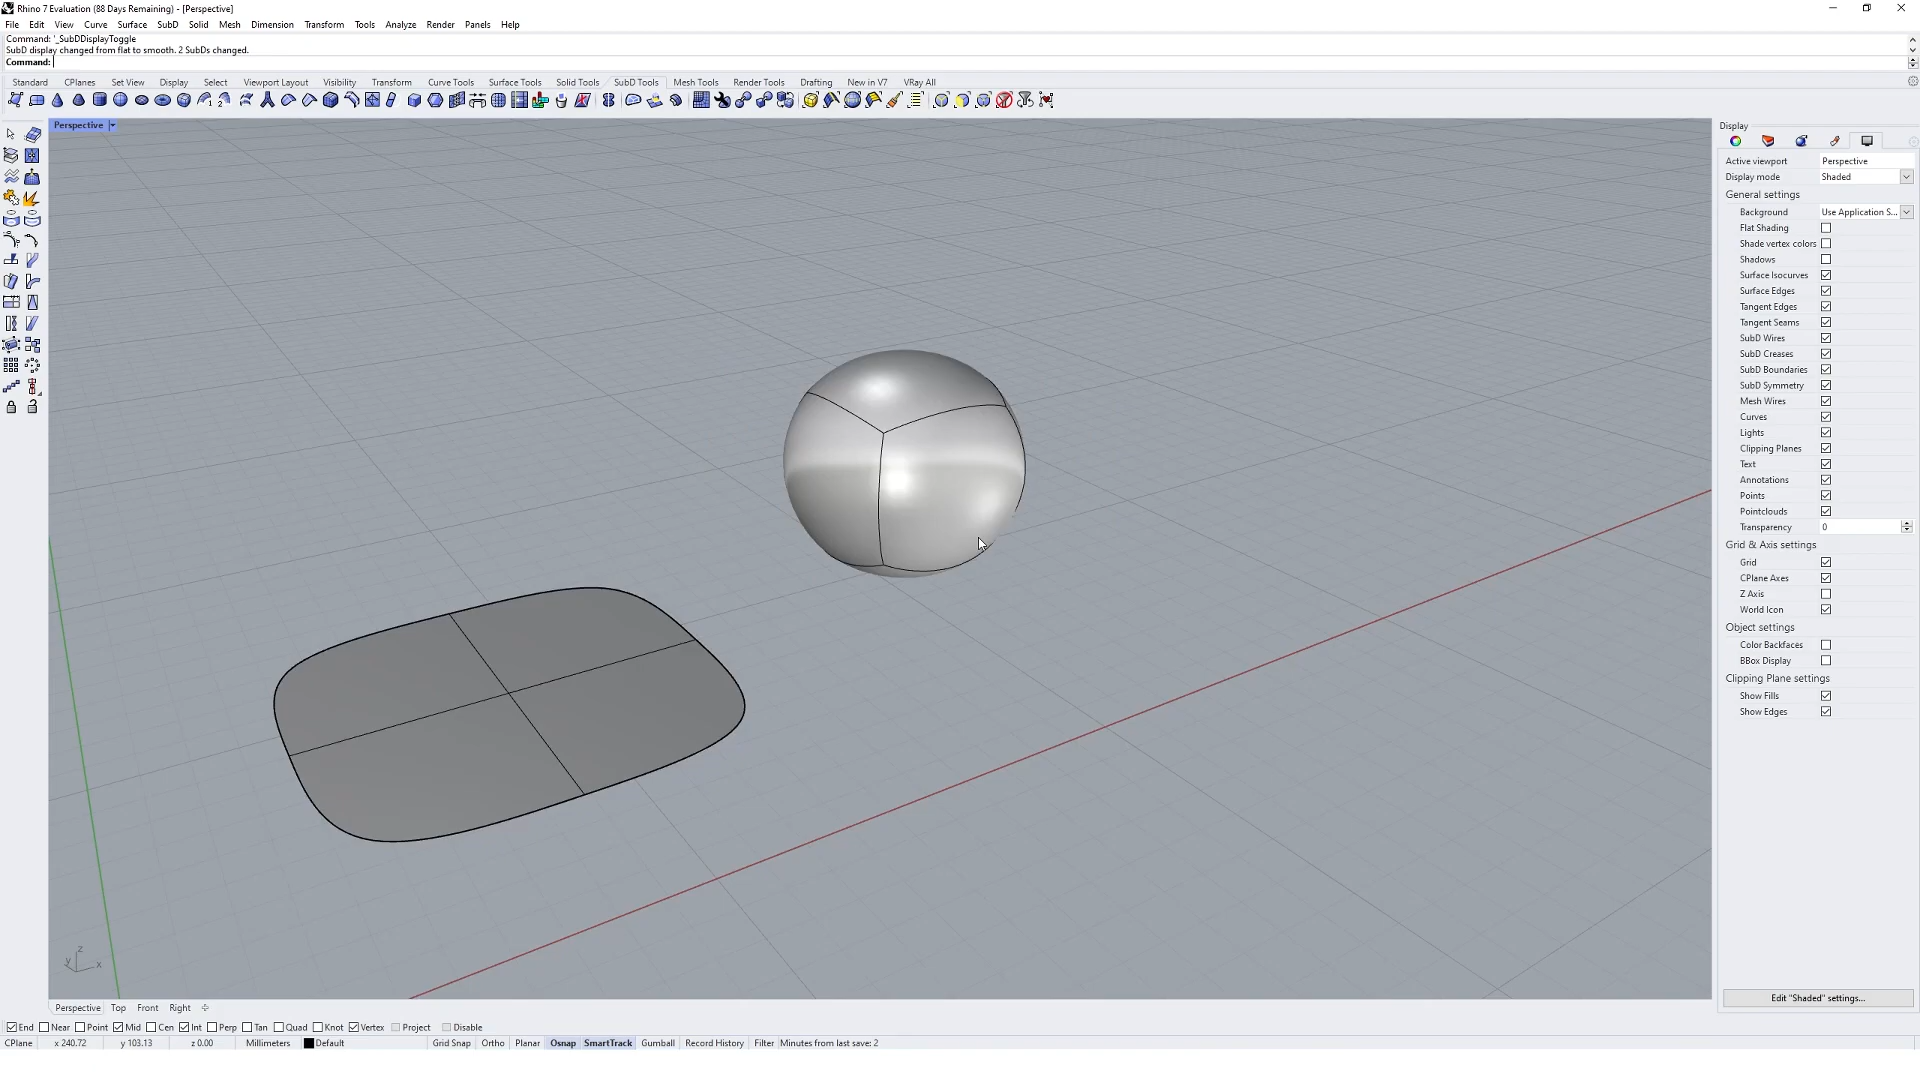 Rhino 7 Evaluation (88 Days Remaining) - [Perspective]
File Edit View Curve Surface SubD Solid Mesh Dimension Transform Tools Analyze Render Panels Help
Command: '_SubDDisplayToggle
SubD display changed from flat to smooth. 2 SubDs changed.
Command:
Standard CPlanes Set View Display Select Viewport Layout Visibility Transform Curve Tools Surface Tools Solid Tools SubD Tools Mesh Tools Render Tools Drafting New in V7 VRay All
Perspective
Display
Active viewport Perspective
Display mode Shaded
General settings
Background Use Application S...
Flat Shading
Shade vertex colors
Shadows
Surface Isocurves
Surface Edges
Tangent Edges
Tangent Seams
SubD Wires
SubD Creases
SubD Boundaries
SubD Symmetry
Mesh Wires
Curves
Lights
Clipping Planes
Text
Annotations
Points
Pointclouds
Transparency 0
Grid & Axis settings
Grid
CPlane Axes
Z Axis
World Icon
Object settings
Color Backfaces
BBox Display
Clipping Plane settings
Show Fills
Show Edges
z
y x
Edit "Shaded" settings...
Perspective Top Front Right
End Near Point Mid Cen Int Perp Tan Quad Knot Vertex Project Disable
CPlane x 240.72 y 103.13 z 0.00 Millimeters Default Grid Snap Ortho Planar Osnap SmartTrack Gumball Record History Filter Minutes from last save: 2